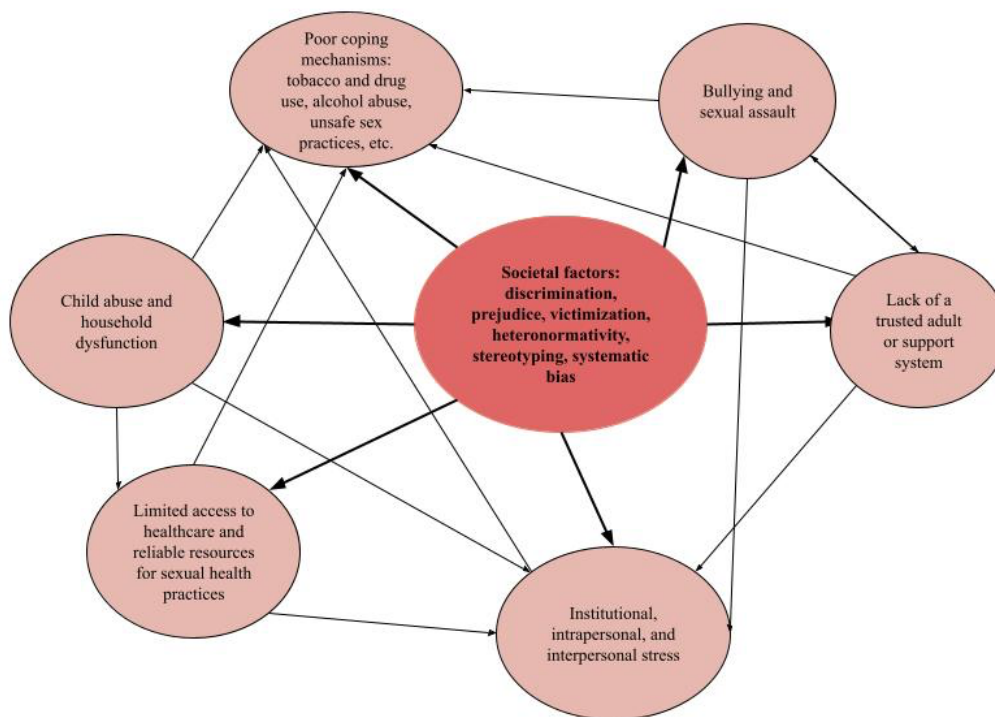 Poor coping
mechanisms:
tobacco and drug
use, alcohol abuse,
unsafe sex
practices, etc.
Bullying and
sexual assault
Societal factors:
discrimination,
prejudice, victimization,
heteronormativity,
stereotyping, systematic
bias
Child abuse and
household
dysfunction
Lack of a
trusted adult
or support
system
Limited access to
healthcare and
reliable resources
for sexual health
practices
Institutional,
intrapersonal, and
interpersonal stress